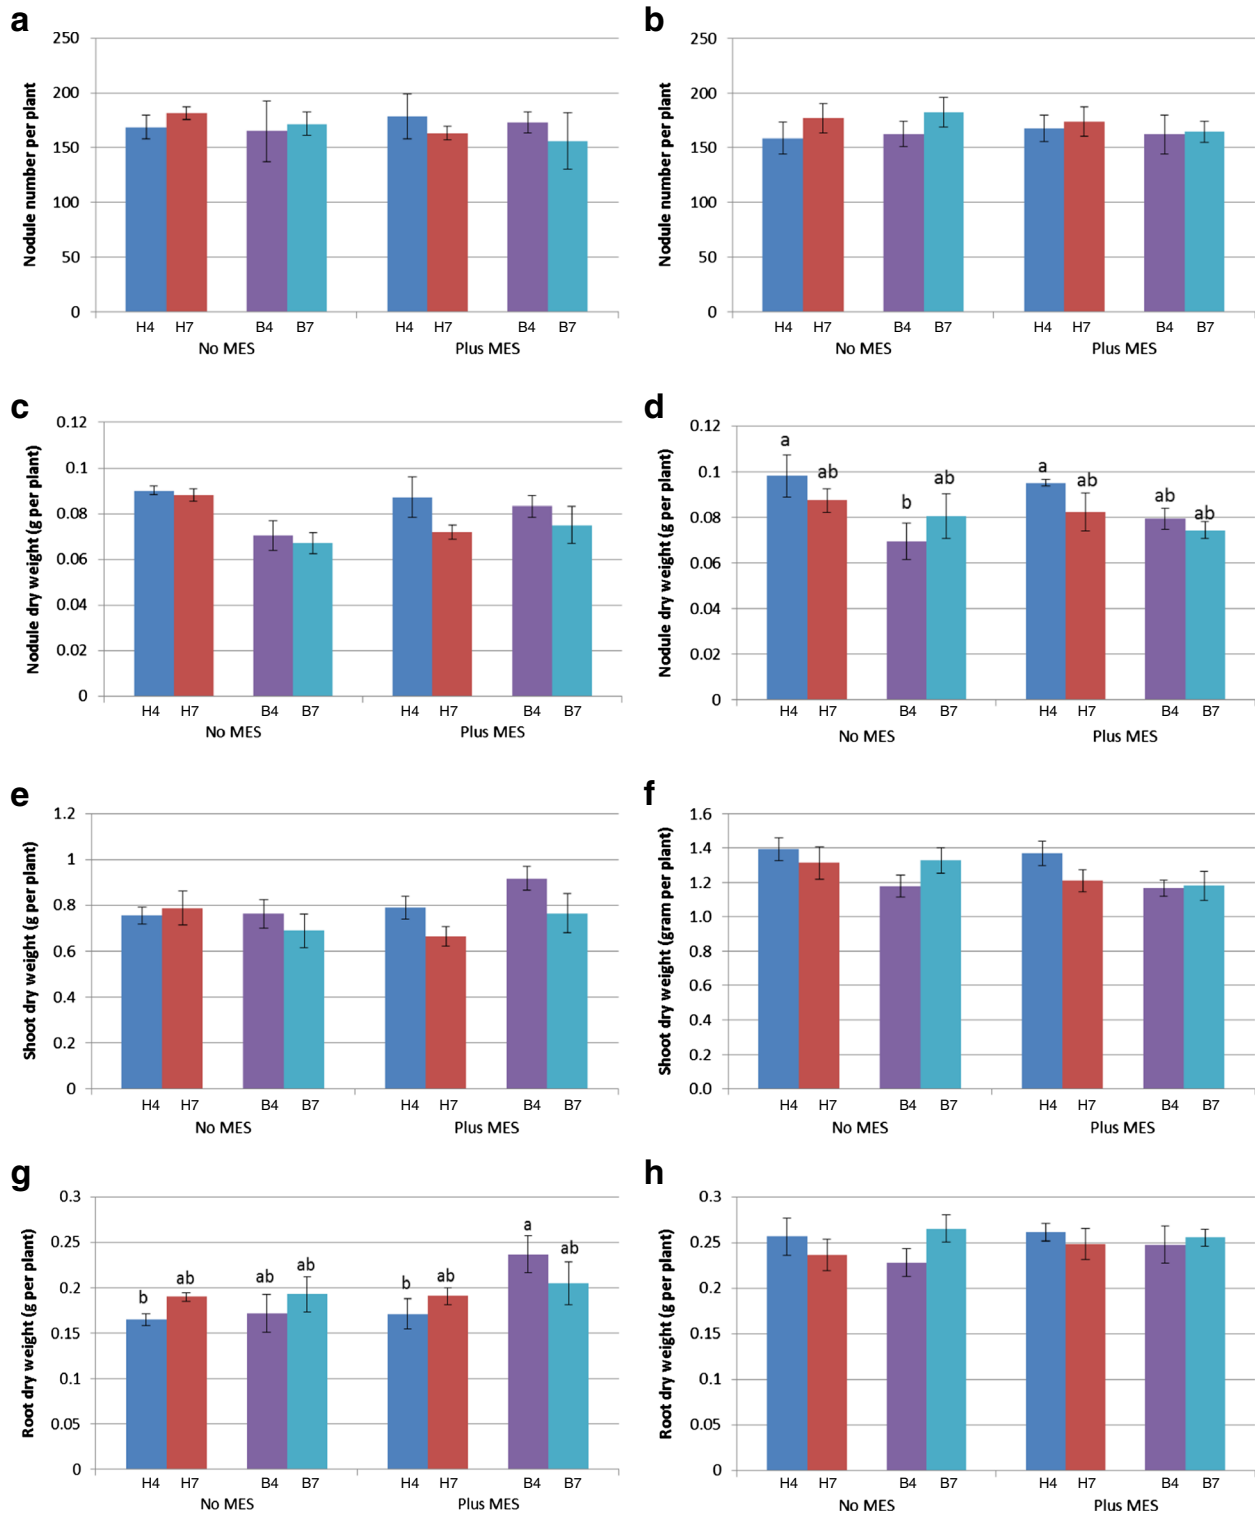 a
250
200
150
100
50
0
Nodule number per plant
H4 H7 B4 B7 H4 H7 B4 B7
No MES Plus MES
b
250
200
150
100
50
0
Nodule number per plant
H4 H7 B4 B7 H4 H7 B4 B7
No MES Plus MES
c
0.12
0.1
0.08
0.06
0.04
0.02
0
Nodule dry weight (g per plant)
H4 H7 B4 B7 H4 H7 B4 B7
No MES Plus MES
d
0.12
0.1
0.08
0.06
0.04
0.02
0
Nodule dry weight (g per plant)
a ab b ab a ab ab ab
H4 H7 B4 B7 H4 H7 B4 B7
No MES Plus MES
e
1.2
1
0.8
0.6
0.4
0.2
0
Shoot dry weight (g per plant)
H4 H7 B4 B7 H4 H7 B4 B7
No MES Plus MES
f
1.6
1.4
1.2
1.0
0.8
0.6
0.4
0.2
0.0
Shoot dry weight (gram per plant)
H4 H7 B4 B7 H4 H7 B4 B7
No MES Plus MES
g
0.3
0.25
0.2
0.15
0.1
0.05
0
Root dry weight (g per plant)
b ab ab ab b ab a ab
H4 H7 B4 B7 H4 H7 B4 B7
No MES Plus MES
h
0.3
0.25
0.2
0.15
0.1
0.05
0
Root dry weight (g per plant)
H4 H7 B4 B7 H4 H7 B4 B7
No MES Plus MES